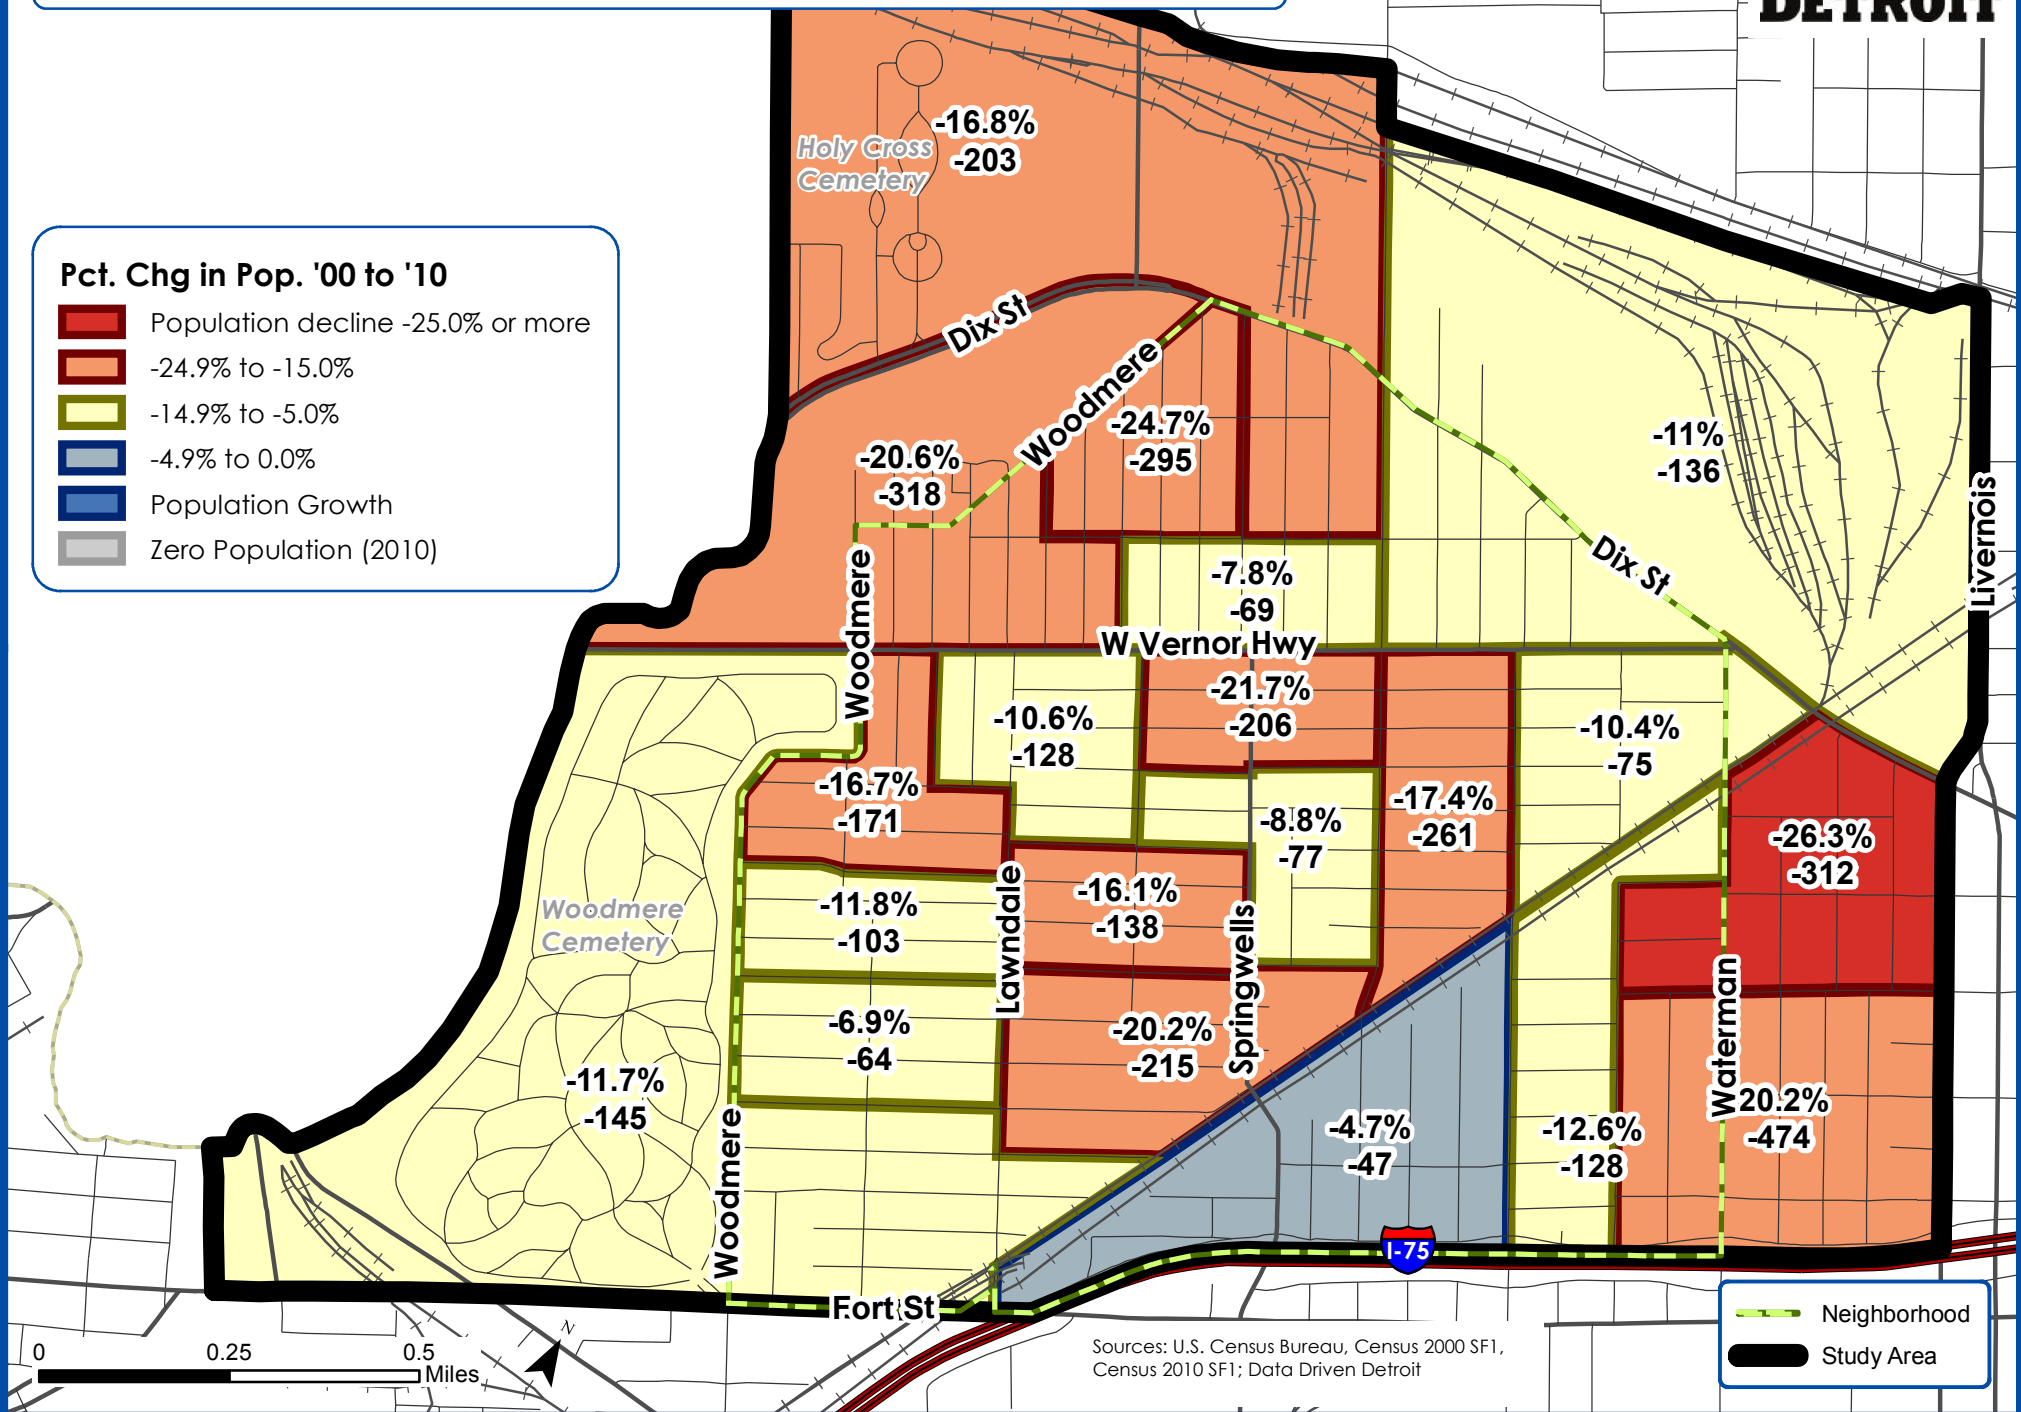 DETROIT
-16.8%
-203
Holy Cross
Cemetery
Pct. Chg in Pop. '00 to '10
Population decline -25.0% or more
-24.9% to -15.0%
-14.9% to -5.0%
-4.9% to 0.0%
Population Growth
Zero Population (2010)
Dix St
Woodmere
-24.7%
-295
-20.6%
-318
-11%
-136
Livernois
Dix St
-7.8%
-69
W Vernor Hwy
Woodmere
-21.7%
-206
-10.6%
-128
-10.4%
-75
-16.7%
-171
-17.4%
-261
-8.8%
-77
-26.3%
-312
Woodmere
Cemetery
-11.8%
-103
Lawndale
-16.1%
-138
Springwells
-6.9%
-64
-20.2%
-215
Waterman
-11.7%
-145
Woodmere
-4.7%
-47
-12.6%
-128
20.2%
-474
I-75
Fort St
0 0.25 0.5
Miles
N
Sources: U.S. Census Bureau, Census 2000 SF1,
Census 2010 SF1; Data Driven Detroit
Neighborhood
Study Area